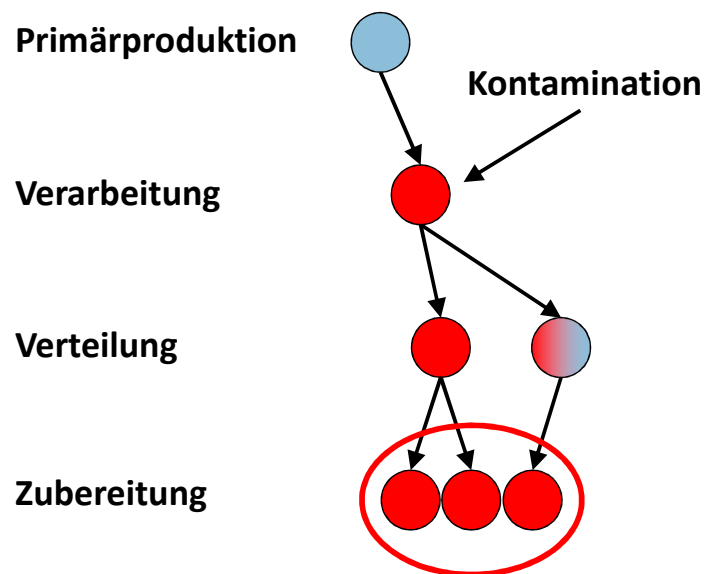 Primärproduktion
Kontamination
Verarbeitung
Verteilung
Zubereitung